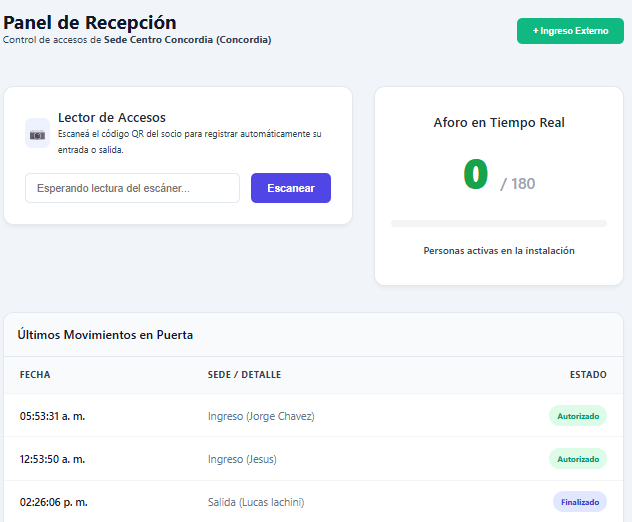 Panel de Recepción
Control de accesos de Sede Centro Concordia (Concordia)
+ Ingreso Externo
Lector de Accesos
Escaneá el código QR del socio para registrar automáticamente su
entrada o salida.
Esperando lectura del escáner...
Escanear
Aforo en Tiempo Real
0 / 180
Personas activas en la instalación
Últimos Movimientos en Puerta
FECHA SEDE / DETALLE ESTADO
05:53:31 a. m. Ingreso (Jorge Chavez) Autorizado
12:53:50 a. m. Ingreso (Jesus) Autorizado
02:26:06 p. m. Salida (Lucas Iachini) Finalizado